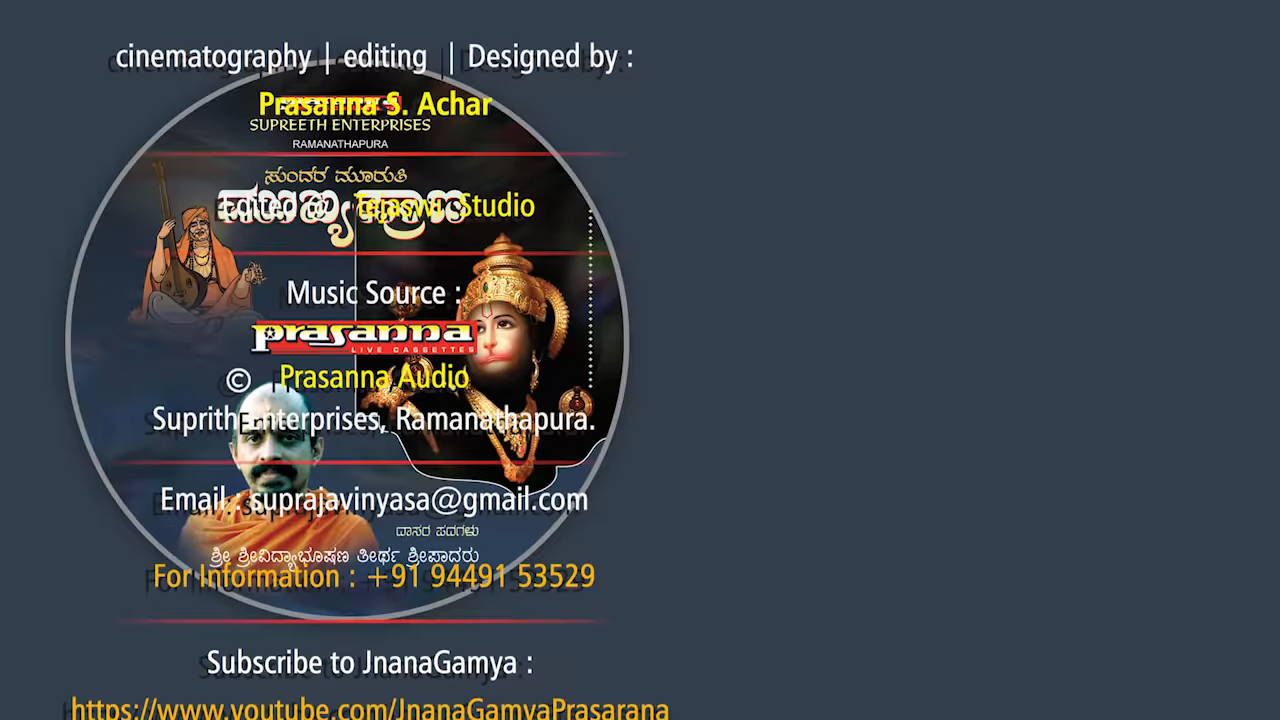 cinematography | editing | Designed by :
Prasanna S. Achar
SUPREETH ENTERPRISES
RAMANATHAPURA
ಸುಂದರ ಮೂರುತಿ
ಮುಖ್ಯಪ್ರಾಣ
Edited @ Tejaswi Studio
Music Source :
prasanna
LIVE CASSETTES
© Prasanna Audio
Suprith Enterprises, Ramanathapura.
Email : suprajavinyasa@gmail.com
ದಾಸರ ಪದಗಳು
ಶ್ರೀ ಶ್ರೀವಿದ್ಯಾಭೂಷಣ ತೀರ್ಥ ಶ್ರೀಪಾದರು
For Information : +91 94491 53529
Subscribe to JnanaGamya :
https://www.youtube.com/JnanaGamyaPrasarana